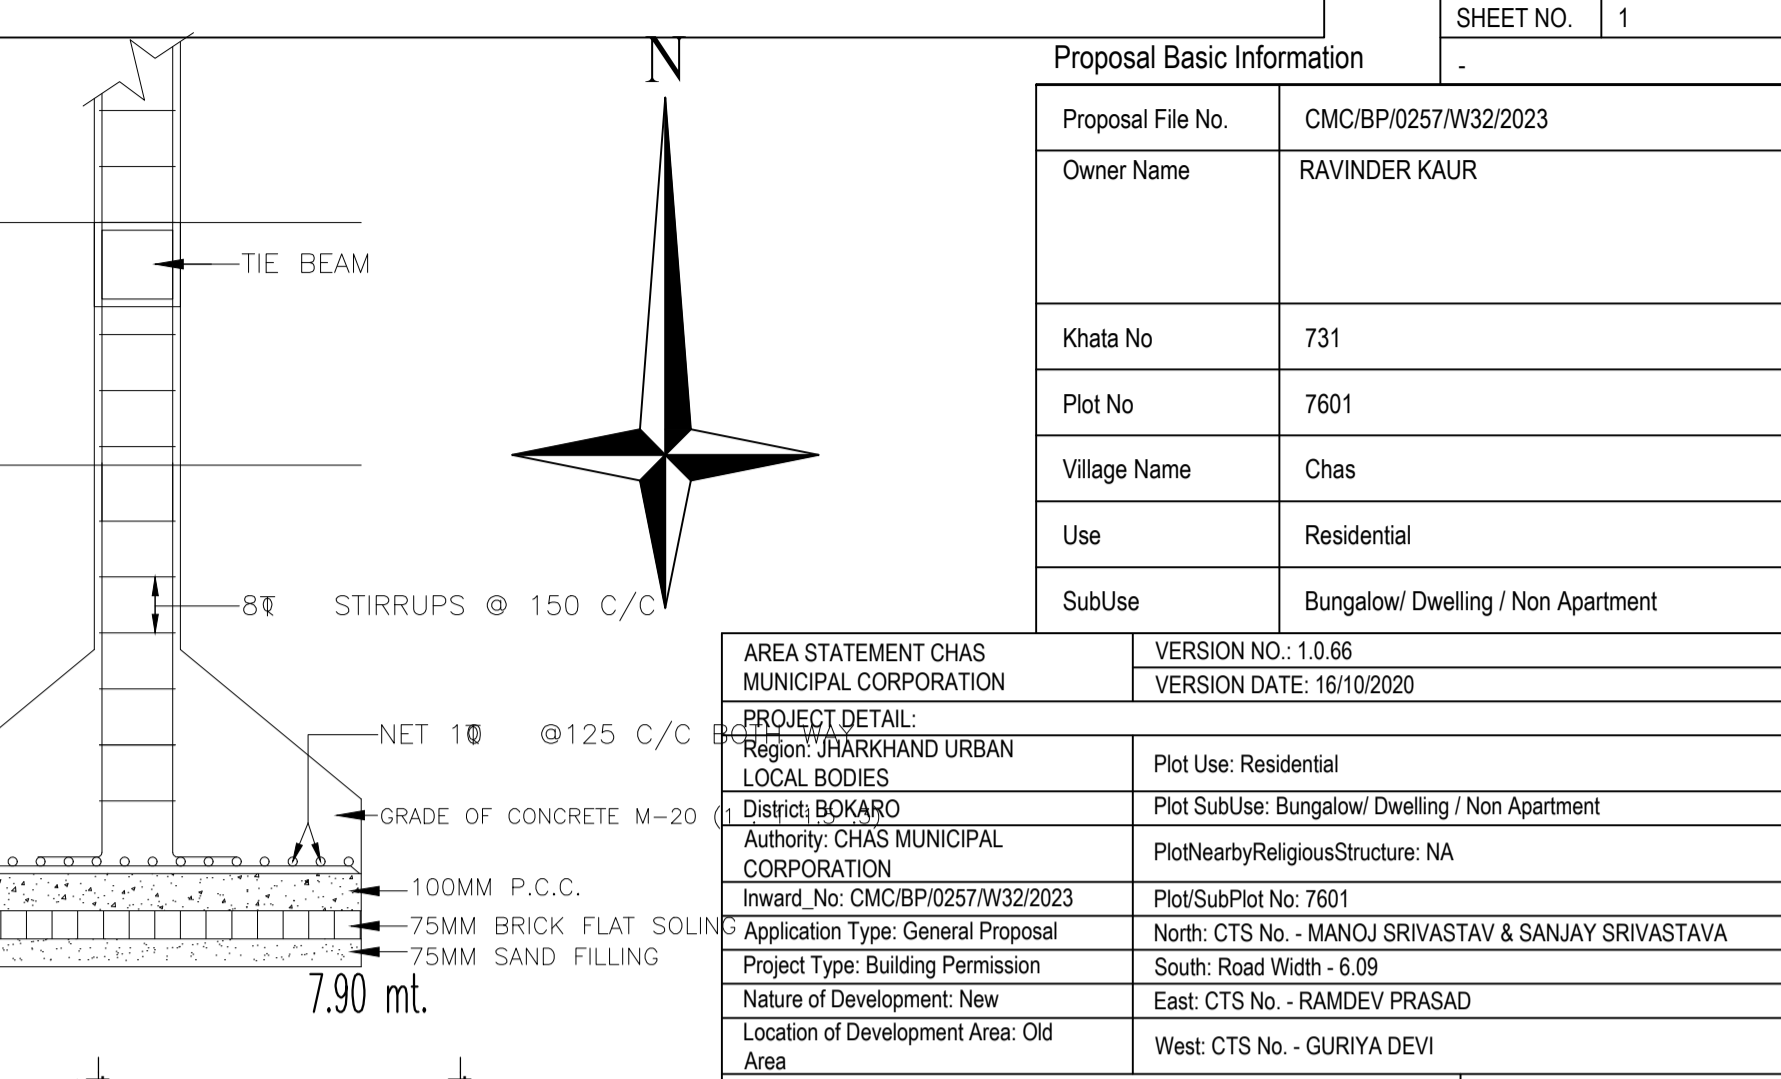 SHEET NO. 1
Proposal Basic Information
-
Proposal File No. CMC/BP/0257/W32/2023
Owner Name RAVINDER KAUR
Khata No 731
Plot No 7601
Village Name Chas
Use Residential
SubUse Bungalow/ Dwelling / Non Apartment
N
TIE BEAM
STIRRUPS @ 150 C/C
NET @125 C/C BOTH WAY
GRADE OF CONCRETE M-20
100MM P.C.C.
75MM BRICK FLAT SOLING
75MM SAND FILLING
7.90 mt.
AREA STATEMENT CHAS
MUNICIPAL CORPORATION
VERSION NO.: 1.0.66
VERSION DATE: 16/10/2020
PROJECT DETAIL:
Region: JHARKHAND URBAN
LOCAL BODIES
Plot Use: Residential
District: BOKARO
Plot SubUse: Bungalow/ Dwelling / Non Apartment
Authority: CHAS MUNICIPAL
CORPORATION
PlotNearbyReligiousStructure: NA
Inward_No: CMC/BP/0257/W32/2023
Plot/SubPlot No: 7601
Application Type: General Proposal
North: CTS No. - MANOJ SRIVASTAV & SANJAY SRIVASTAVA
Project Type: Building Permission
South: Road Width - 6.09
Nature of Development: New
East: CTS No. - RAMDEV PRASAD
Location of Development Area: Old
Area
West: CTS No. - GURIYA DEVI